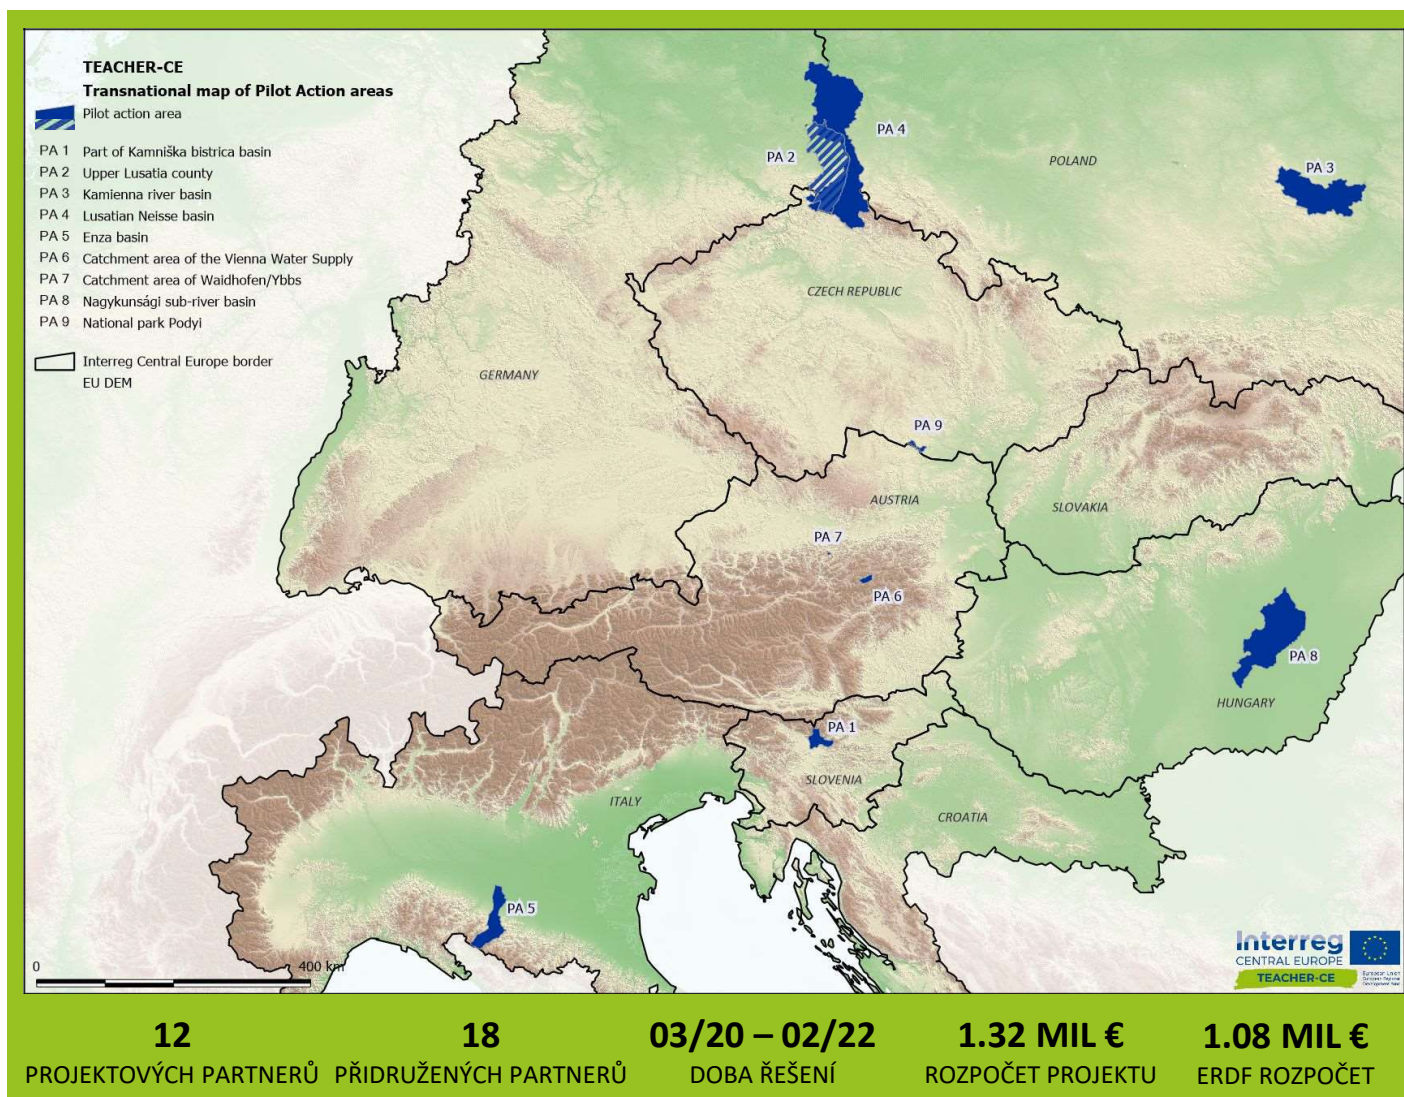 TEACHER-CE
Transnational map of Pilot Action areas
Pilot action area
PA 1 Part of Kamniška bistrica basin
PA 2 Upper Lusatia county
PA 3 Kamienna river basin
PA 4 Lusatian Neisse basin
PA 5 Enza basin
PA 6 Catchment area of the Vienna Water Supply
PA 7 Catchment area of Waidhofen/Ybbs
PA 8 Nagykunsági sub-river basin
PA 9 National park Podyi
Interreg Central Europe border
EU DEM
PA 4
PA 2
POLAND
PA 3
CZECH REPUBLIC
GERMANY
PA 9
AUSTRIA
SLOVAKIA
PA 7
PA 6
PA 8
HUNGARY
PA 1
SLOVENIA
ITALY
CROATIA
PA 5
0 400 km
Interreg
CENTRAL EUROPE
TEACHER-CE
European Union
European Regional
Development Fund
12
PROJEKTOVÝCH PARTNERŮ
18
PŘIDRUŽENÝCH PARTNERŮ
03/20 – 02/22
DOBA ŘEŠENÍ
1.32 MIL €
ROZPOČET PROJEKTU
1.08 MIL €
ERDF ROZPOČET